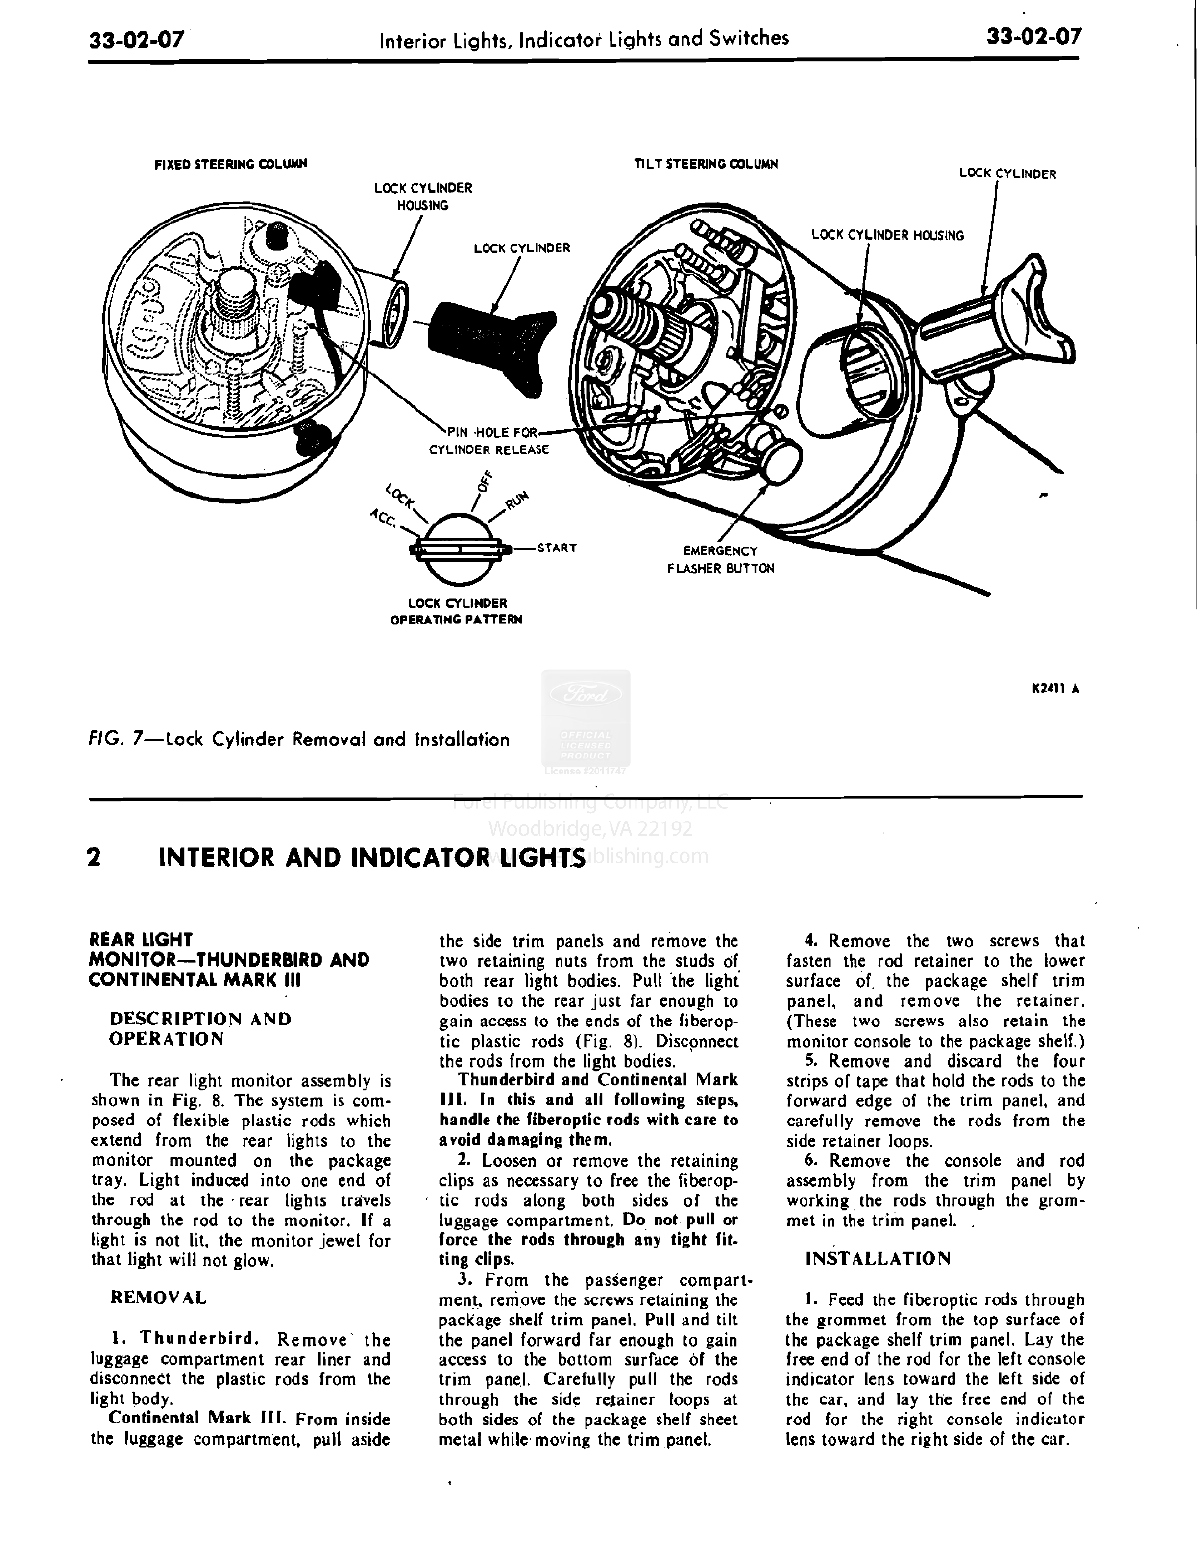 33-02-07
Interior Lights, Indicator Lights and Switches
33-02-07
FIXED STEERING COLUMN
TILT STEERING COLUMN
LOCK CYLINDER
LOCK CYLINDER
HOUSING
LOCK CYLINDER HOUSING
LOCK CYLINDER
PIN HOLE FOR
CYLINDER RELEASE
LOCK
OFF
RUN
ACC.
START
EMERGENCY
FLASHER BUTTON
LOCK CYLINDER
OPERATING PATTERN
K2411 A
Ford
OFFICIAL
LICENSED
PRODUCT
License #2011747
FIG. 7—Lock Cylinder Removal and Installation
Forel Publishing Company, LLC
Woodbridge, VA 22192
2 INTERIOR AND INDICATOR LIGHTS
REAR LIGHT
MONITOR—THUNDERBIRD AND
CONTINENTAL MARK III
DESCRIPTION AND
OPERATION
The rear light monitor assembly is
shown in Fig. 8. The system is com-
posed of flexible plastic rods which
extend from the rear lights to the
monitor mounted on the package
tray. Light induced into one end of
the rod at the rear lights travels
through the rod to the monitor. If a
light is not lit, the monitor jewel for
that light will not glow.
REMOVAL
1. Thunderbird. Remove the
luggage compartment rear liner and
disconnect the plastic rods from the
light body.
Continental Mark III. From inside
the luggage compartment, pull aside
the side trim panels and remove the
two retaining nuts from the studs of
both rear light bodies. Pull the light
bodies to the rear just far enough to
gain access to the ends of the fiberop-
tic plastic rods (Fig. 8). Disconnect
the rods from the light bodies.
Thunderbird and Continental Mark
III. In this and all following steps,
handle the fiberoptic rods with care to
avoid damaging them.
2. Loosen or remove the retaining
clips as necessary to free the fiberop-
tic rods along both sides of the
luggage compartment. Do not pull or
force the rods through any tight fit-
ting clips.
3. From the passenger compart-
ment, remove the screws retaining the
package shelf trim panel. Pull and tilt
the panel forward far enough to gain
access to the bottom surface of the
trim panel. Carefully pull the rods
through the side retainer loops at
both sides of the package shelf sheet
metal while moving the trim panel.
4. Remove the two screws that
fasten the rod retainer to the lower
surface of the package shelf trim
panel, and remove the retainer.
(These two screws also retain the
monitor console to the package shelf.)
5. Remove and discard the four
strips of tape that hold the rods to the
forward edge of the trim panel, and
carefully remove the rods from the
side retainer loops.
6. Remove the console and rod
assembly from the trim panel by
working the rods through the grom-
met in the trim panel.
INSTALLATION
1. Feed the fiberoptic rods through
the grommet from the top surface of
the package shelf trim panel. Lay the
free end of the rod for the left console
indicator lens toward the left side of
the car, and lay the free end of the
rod for the right console indicator
lens toward the right side of the car.